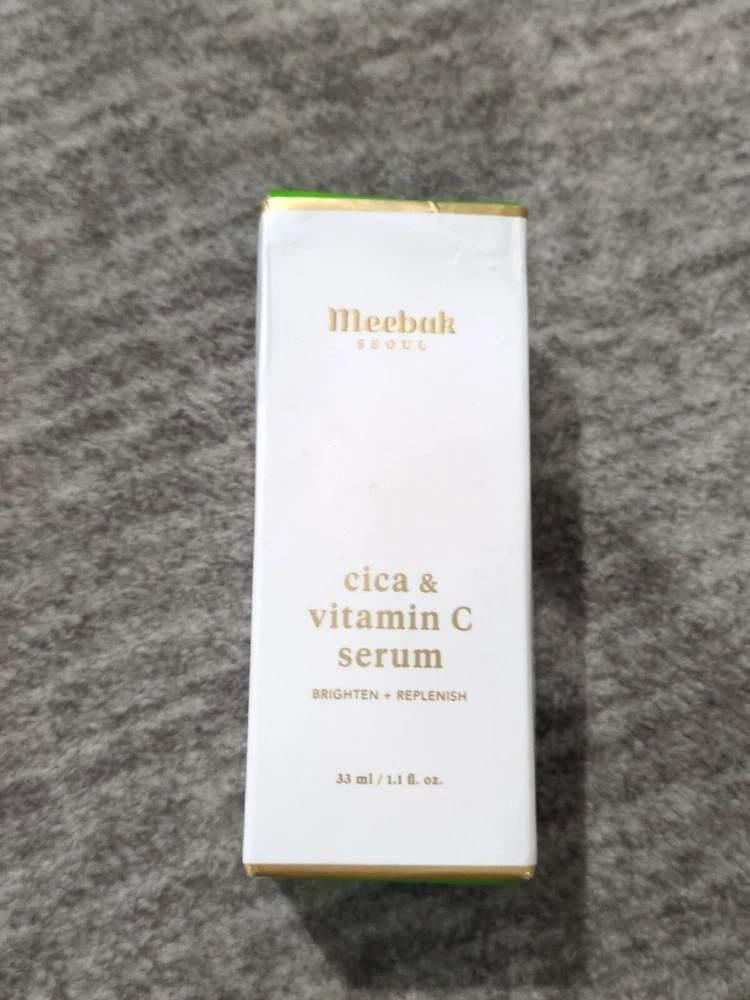 Meebak
SEOUL
cica &
vitamin C
serum
BRIGHTEN + REPLENISH
33 ml / 1.1 fl. oz.